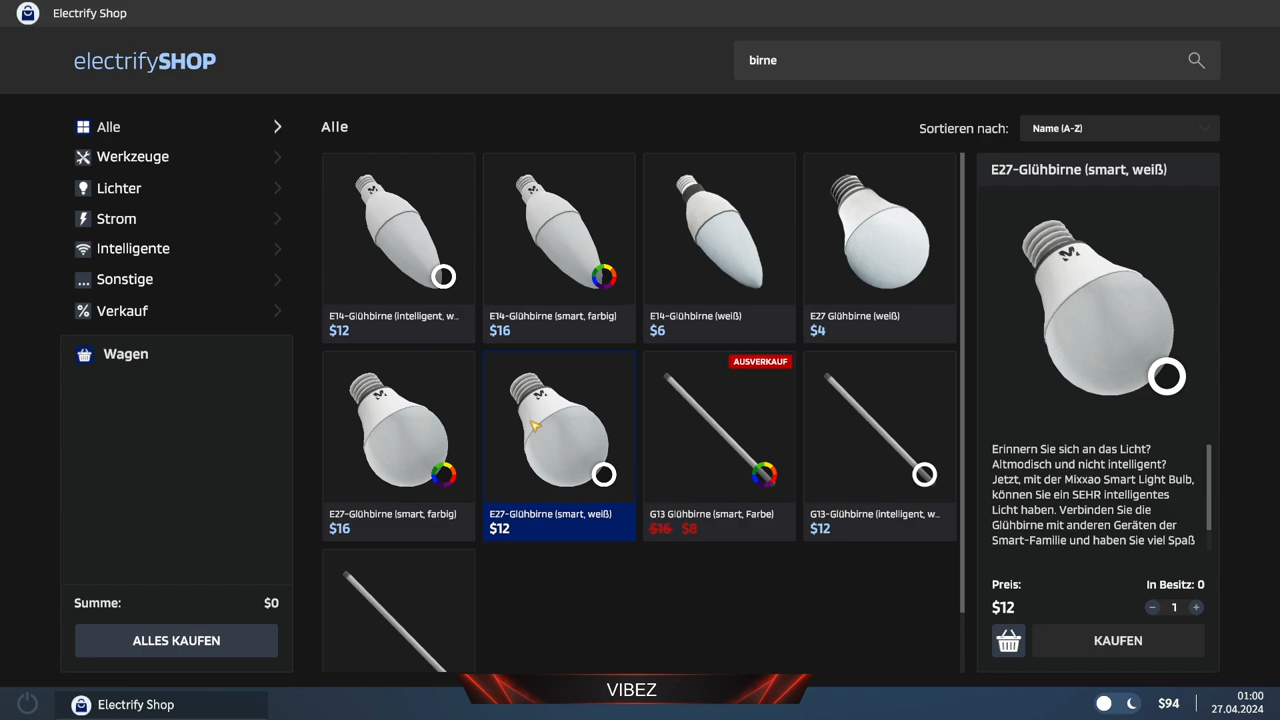 Electrify Shop
electrifySHOP
birne
Alle
Werkzeuge
Lichter
Strom
Intelligente
Sonstige
Verkauf
Wagen
Summe: $0
ALLES KAUFEN
Alle
Sortieren nach: Name (A-Z)
E14-Glühbirne (intelligent, w...
$12
E14-Glühbirne (smart, farbig)
$16
E14-Glühbirne (weiß)
$6
E27 Glühbirne (weiß)
$4
E27-Glühbirne (smart, farbig)
$16
E27-Glühbirne (smart, weiß)
$12
AUSVERKAUF
G13 Glühbirne (smart, Farbe)
$16 $8
G13-Glühbirne (intelligent, w...
$12
E27-Glühbirne (smart, weiß)
Erinnern Sie sich an das Licht?
Altmodisch und nicht intelligent?
Jetzt, mit der Mixxao Smart Light Bulb,
können Sie ein SEHR intelligentes
Licht haben. Verbinden Sie die
Glühbirne mit anderen Geräten der
Smart-Familie und haben Sie viel Spaß
Preis: In Besitz: 0
$12 1
KAUFEN
VIBEZ
Electrify Shop
$94
01:00
27.04.2024